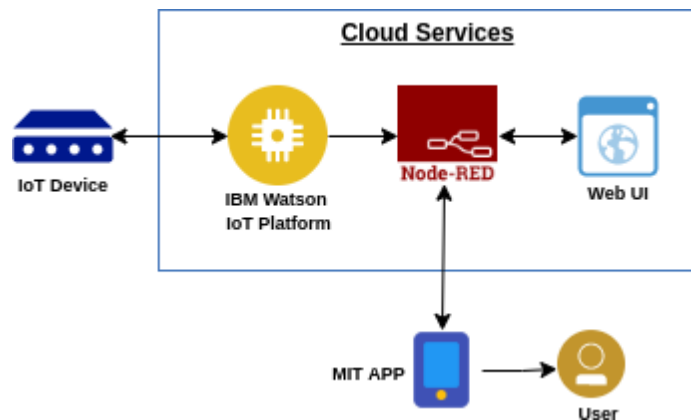 Cloud Services
IoT Device
IBM Watson
IoT Platform
Node-RED
Web UI
MIT APP
User